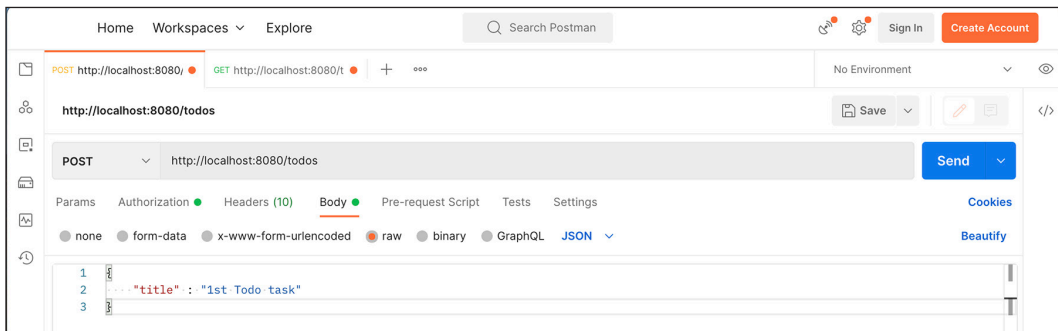 Home Workspaces Explore Search Postman Sign In Create Account
POST http://localhost:8080/ GET http://localhost:8080/t + ooo No Environment
http://localhost:8080/todos Save </>
POST http://localhost:8080/todos Send
Params Authorization Headers (10) Body Pre-request Script Tests Settings Cookies
none form-data x-www-form-urlencoded raw binary GraphQL JSON Beautify
1 {
2 "title" : "1st Todo task"
3 }